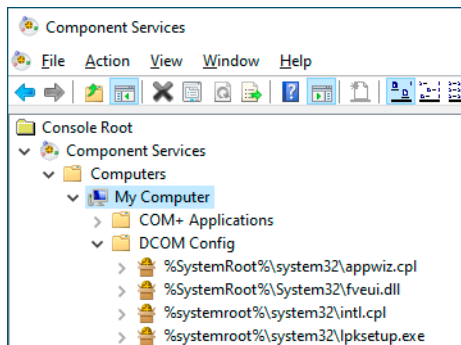 Component Services
File Action View Window Help
Console Root
Component Services
Computers
My Computer
COM+ Applications
DCOM Config
%SystemRoot%\system32\appwiz.cpl
%SystemRoot%\System32\fveui.dll
%systemroot%\system32\intl.cpl
%systemroot%\system32\lpksetup.exe